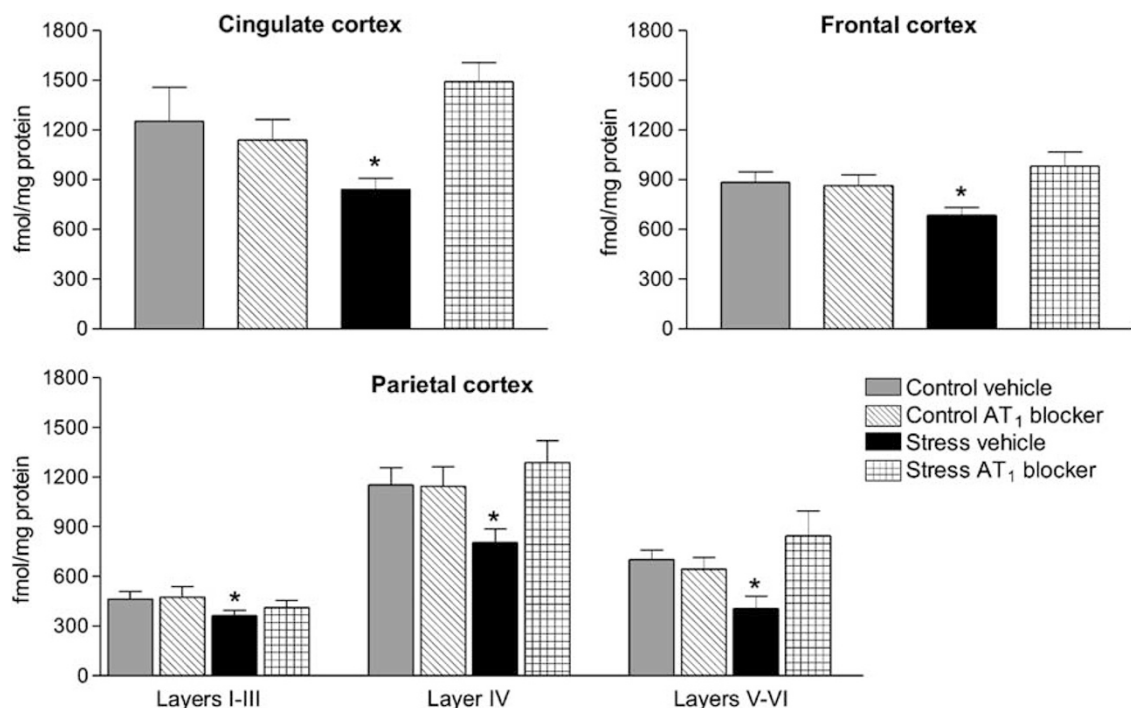 Cingulate cortex
fmol/mg protein
1800
1500
1200
900
600
300
0
*
Frontal cortex
fmol/mg protein
1800
1500
1200
900
600
300
0
*
Parietal cortex
fmol/mg protein
1800
1500
1200
900
600
300
0
*
*
*
Layers I-III
Layer IV
Layers V-VI
Control vehicle
Control AT₁ blocker
Stress vehicle
Stress AT₁ blocker